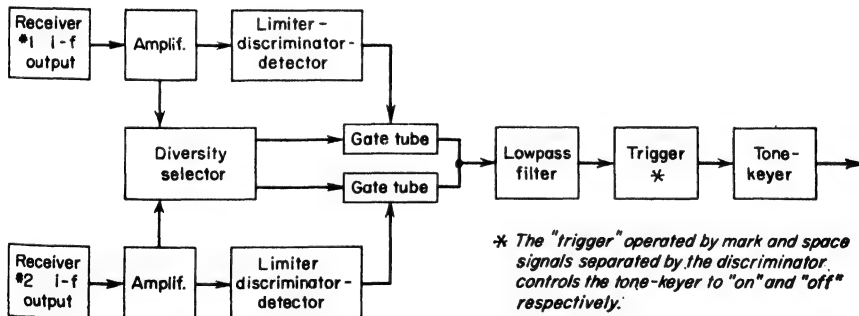 Receiver
#1 i-f
output
Amplif.
Limiter-
discriminator-
detector
Diversity
selector
Gate tube
Gate tube
Lowpass
filter
Trigger
*
Tone-
keyer
Receiver
#2 i-f
output
Amplif.
Limiter
discriminator-
detector
* The "trigger" operated by mark and space
signals separated by the discriminator
controls the tone-keyer to "on" and "off"
respectively.